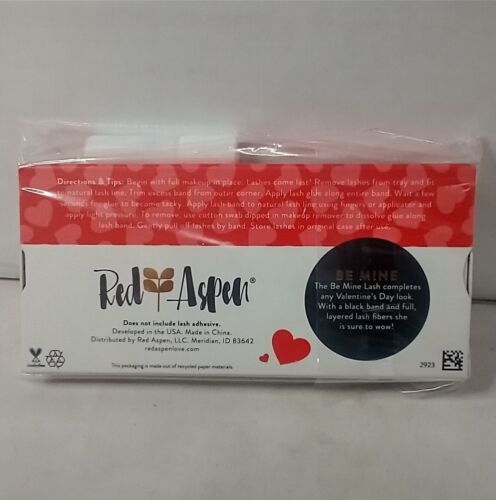 Directions & Tips: Begin with full makeup in place. Lashes come last! Remove lashes from tray and fit
to natural lash line. Trim excess band from outer corner. Apply lash glue along entire band. Wait a few
seconds for glue to become tacky. Apply lash band to natural lash line using fingers or applicator and
apply light pressure. To remove, use cotton swab dipped in makeup remover to dissolve glue along
lash band. Gently pull off lashes by band. Store lashes in original case after use.
Red Aspen®
Does not include lash adhesive.
Developed in the USA. Made in China.
Distributed by Red Aspen, LLC. Meridian, ID 83642
redaspenlove.com
This packaging is made out of recycled paper materials.
BE MINE
The Be Mine Lash completes
any Valentine's Day look.
With a black band and full,
layered lash fibers she
is sure to wow!
2923